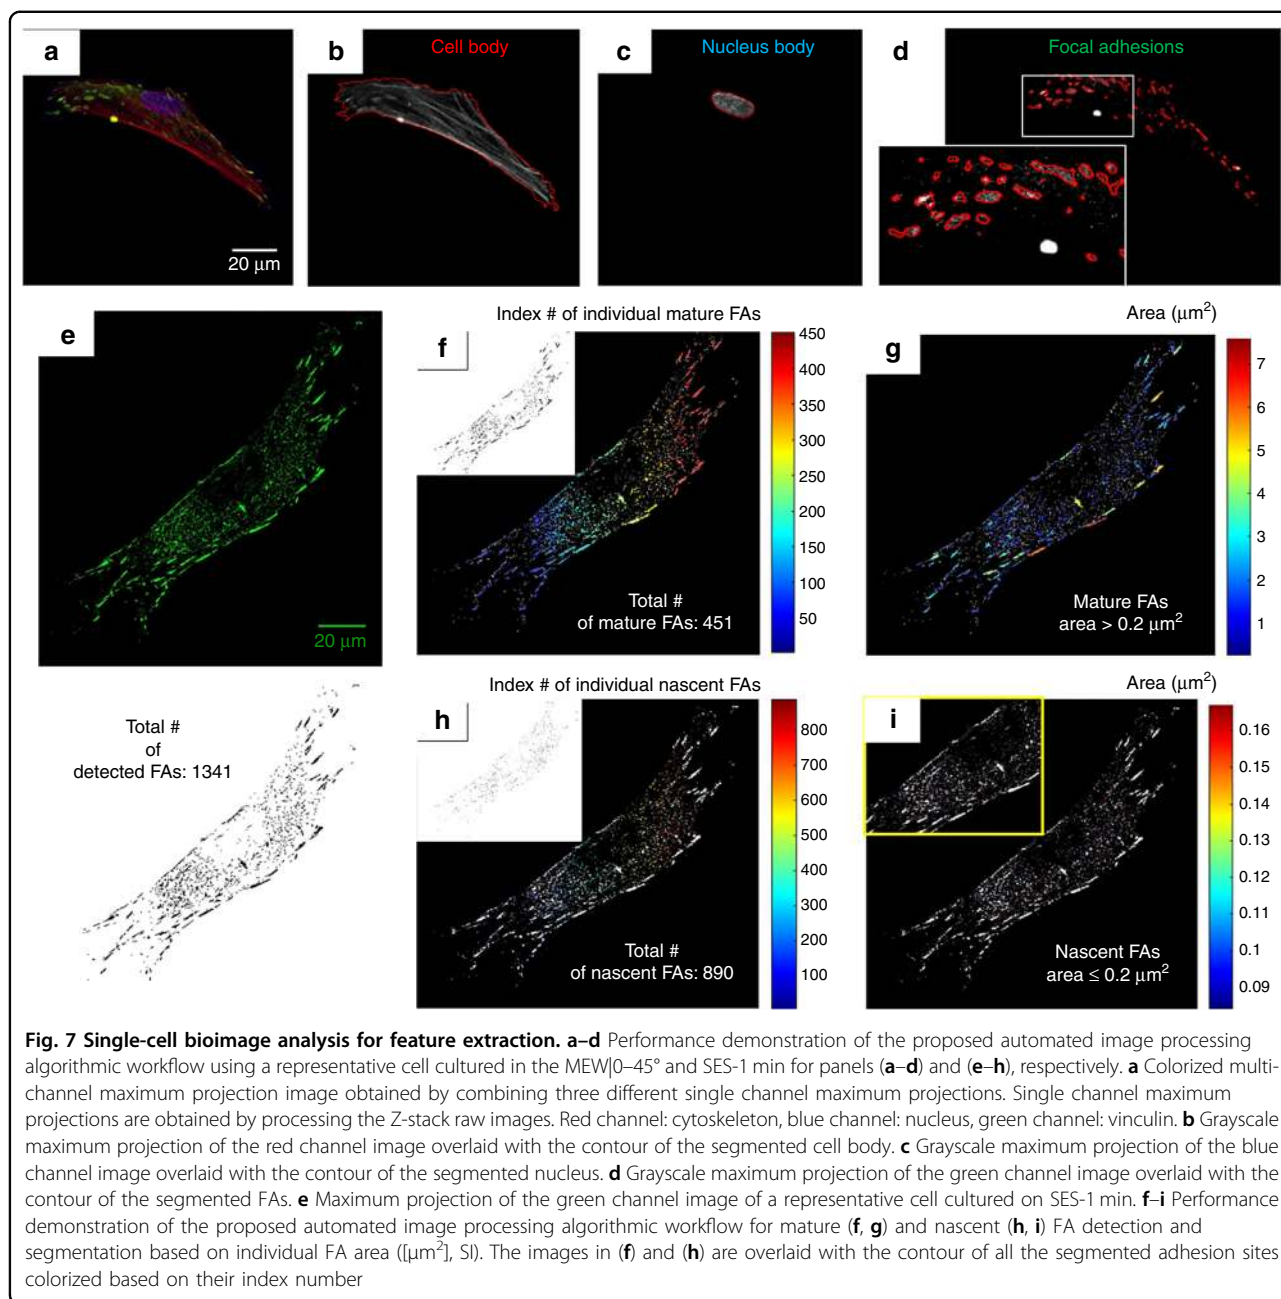 a
b
Cell body
c
Nucleus body
d
Focal adhesions
20 μm
e
20 μm
Index # of individual mature FAs
f
450
400
350
300
250
200
150
100
50
Total #
of mature FAs: 451
Area (μm²)
g
7
6
5
4
3
2
1
Mature FAs
area > 0.2 μm²
Total #
of
detected FAs: 1341
Index # of individual nascent FAs
h
800
700
600
500
400
300
200
100
Total #
of nascent FAs: 890
Area (μm²)
i
0.16
0.15
0.14
0.13
0.12
0.11
0.1
0.09
Nascent FAs
area ≤ 0.2 μm²
Fig. 7 Single-cell bioimage analysis for feature extraction. a–d Performance demonstration of the proposed automated image processing
algorithmic workflow using a representative cell cultured in the MEW|0–45° and SES-1 min for panels (a–d) and (e–h), respectively. a Colorized multi-
channel maximum projection image obtained by combining three different single channel maximum projections. Single channel maximum
projections are obtained by processing the Z-stack raw images. Red channel: cytoskeleton, blue channel: nucleus, green channel: vinculin. b Grayscale
maximum projection of the red channel image overlaid with the contour of the segmented cell body. c Grayscale maximum projection of the blue
channel image overlaid with the contour of the segmented nucleus. d Grayscale maximum projection of the green channel image overlaid with the
contour of the segmented FAs. e Maximum projection of the green channel image of a representative cell cultured on SES-1 min. f–i Performance
demonstration of the proposed automated image processing algorithmic workflow for mature (f, g) and nascent (h, i) FA detection and
segmentation based on individual FA area ([μm²], SI). The images in (f) and (h) are overlaid with the contour of all the segmented adhesion sites
colorized based on their index number